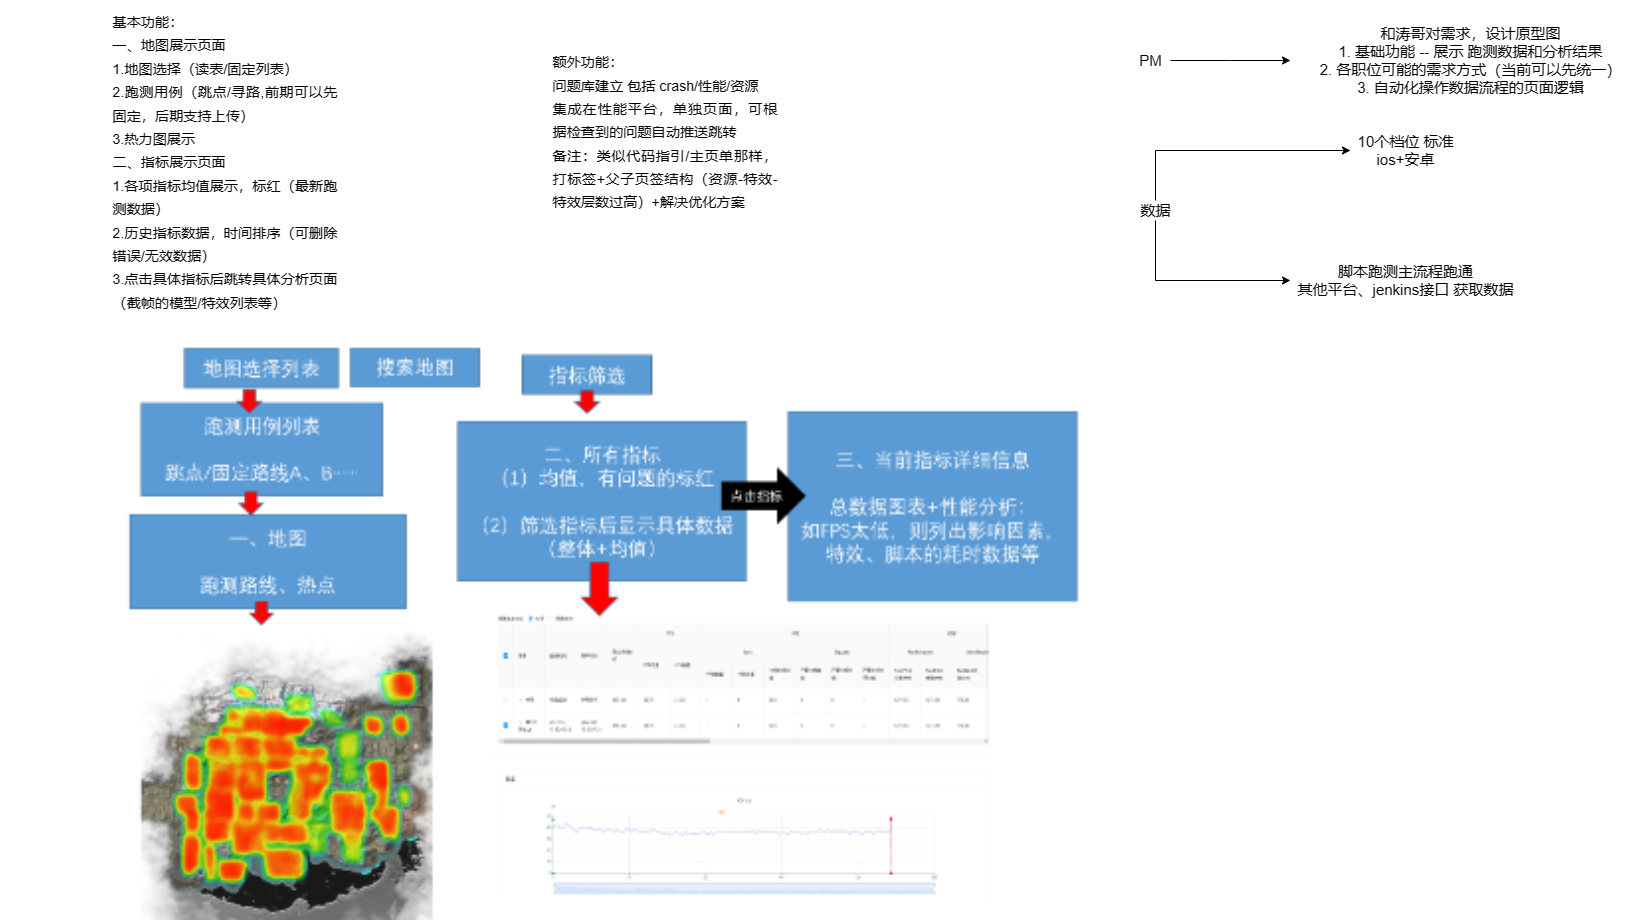 基本功能：
一、地图展示页面
1.地图选择（读表/固定列表）
2.跑测用例（跳点/寻路,前期可以先
固定，后期支持上传）
3.热力图展示
二、指标展示页面
1.各项指标均值展示，标红（最新跑
测数据）
2.历史指标数据，时间排序（可删除
错误/无效数据）
3.点击具体指标后跳转具体分析页面
（截帧的模型/特效列表等）
额外功能：
问题库建立 包括 crash/性能/资源
集成在性能平台，单独页面，可根
据检查到的问题自动推送跳转
备注：类似代码指引/主页单那样，
打标签+父子页签结构（资源-特效-
特效层数过高）+解决优化方案
PM
和涛哥对需求，设计原型图
1. 基础功能 -- 展示 跑测数据和分析结果
2. 各职位可能的需求方式（当前可以先统一）
3. 自动化操作数据流程的页面逻辑
数据
10个档位 标准
ios+安卓
脚本跑测主流程跑通
其他平台、jenkins接口 获取数据
地图选择列表
搜索地图
跑测用例列表
跳点/固定路线A、B……
一、地图
跑测路线、热点
指标筛选
二、所有指标
（1）均值，有问题的标红
（2）筛选指标后显示具体数据
（整体+均值）
点击指标
三、当前指标详细信息
总数据图表+性能分析：
如FPS太低，则列出影响因素，
特效、脚本的耗时数据等